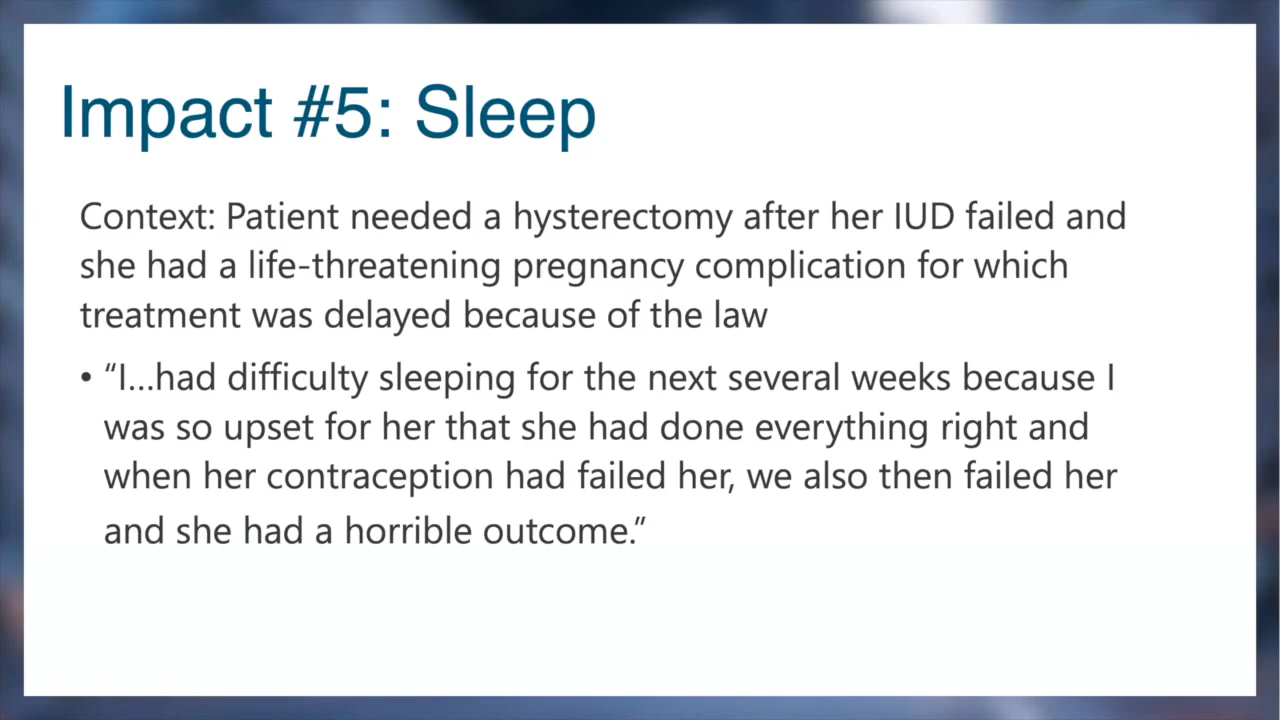 Impact #5: Sleep
Context: Patient needed a hysterectomy after her IUD failed and
she had a life-threatening pregnancy complication for which
treatment was delayed because of the law
• “I...had difficulty sleeping for the next several weeks because I
was so upset for her that she had done everything right and
when her contraception had failed her, we also then failed her
and she had a horrible outcome.”